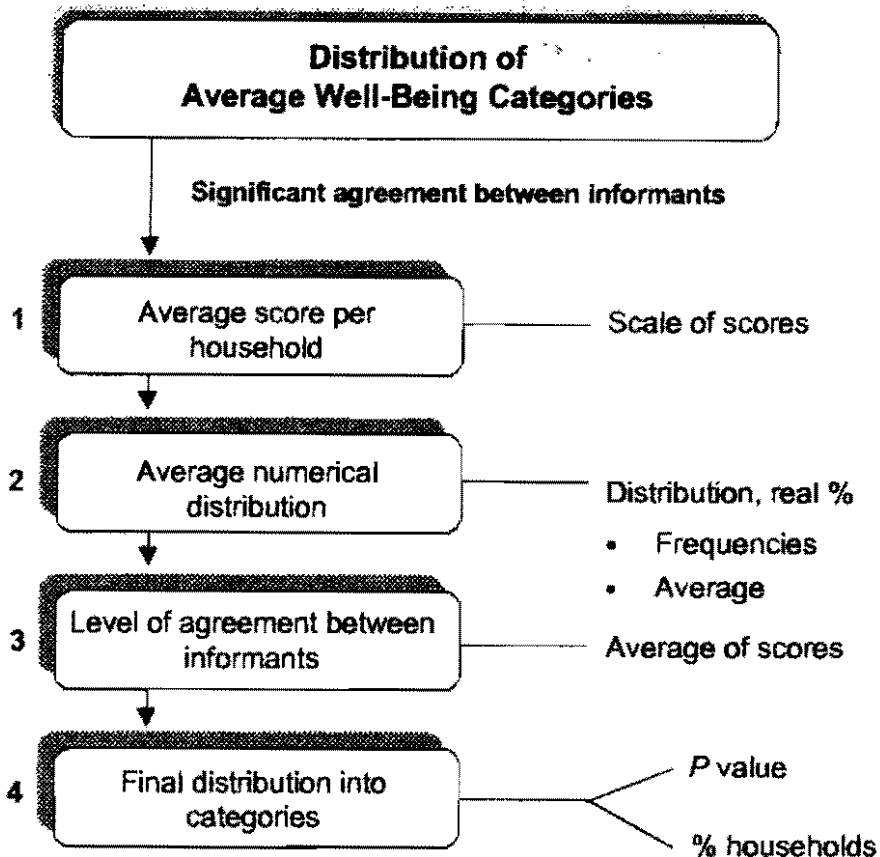 Distribution of
Average Well-Being Categories
Significant agreement between informants
1
Average score per
household
Scale of scores
2
Average numerical
distribution
Distribution, real %
• Frequencies
• Average
3
Level of agreement between
informants
Average of scores
4
Final distribution into
categories
P value
% households